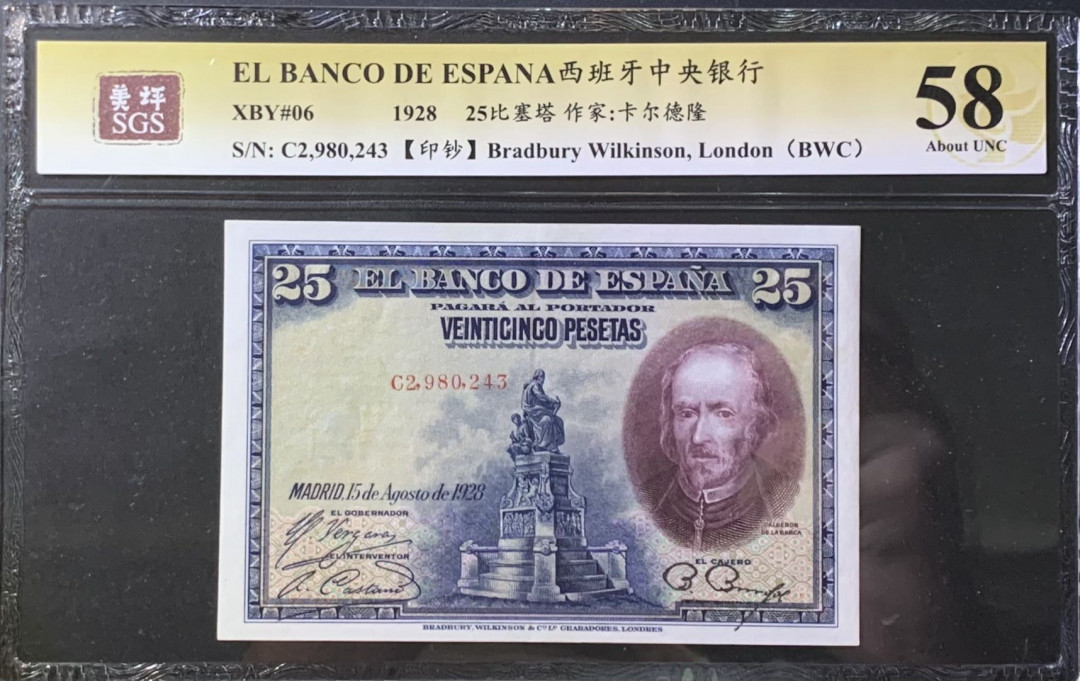 美坪
SGS
EL BANCO DE ESPANA西班牙中央银行
XBY#06 1928 25比塞塔 作家:卡尔德隆
S/N: C2,980,243 【印钞】Bradbury Wilkinson, London（BWC）
58
About UNC
25 EL BANCO DE ESPAÑA 25
PAGARÁ AL PORTADOR
VEINTICINCO PESETAS
C2,980,243
MADRID, 15 de Agosto de 1928
EL GOBERNADOR
Vergara
EL INTERVENTOR
CALDERÓN
DE LA BARCA
EL CAJERO
BRADBURY, WILKINSON & Cº Lᵈ GRABADORES, LONDRES